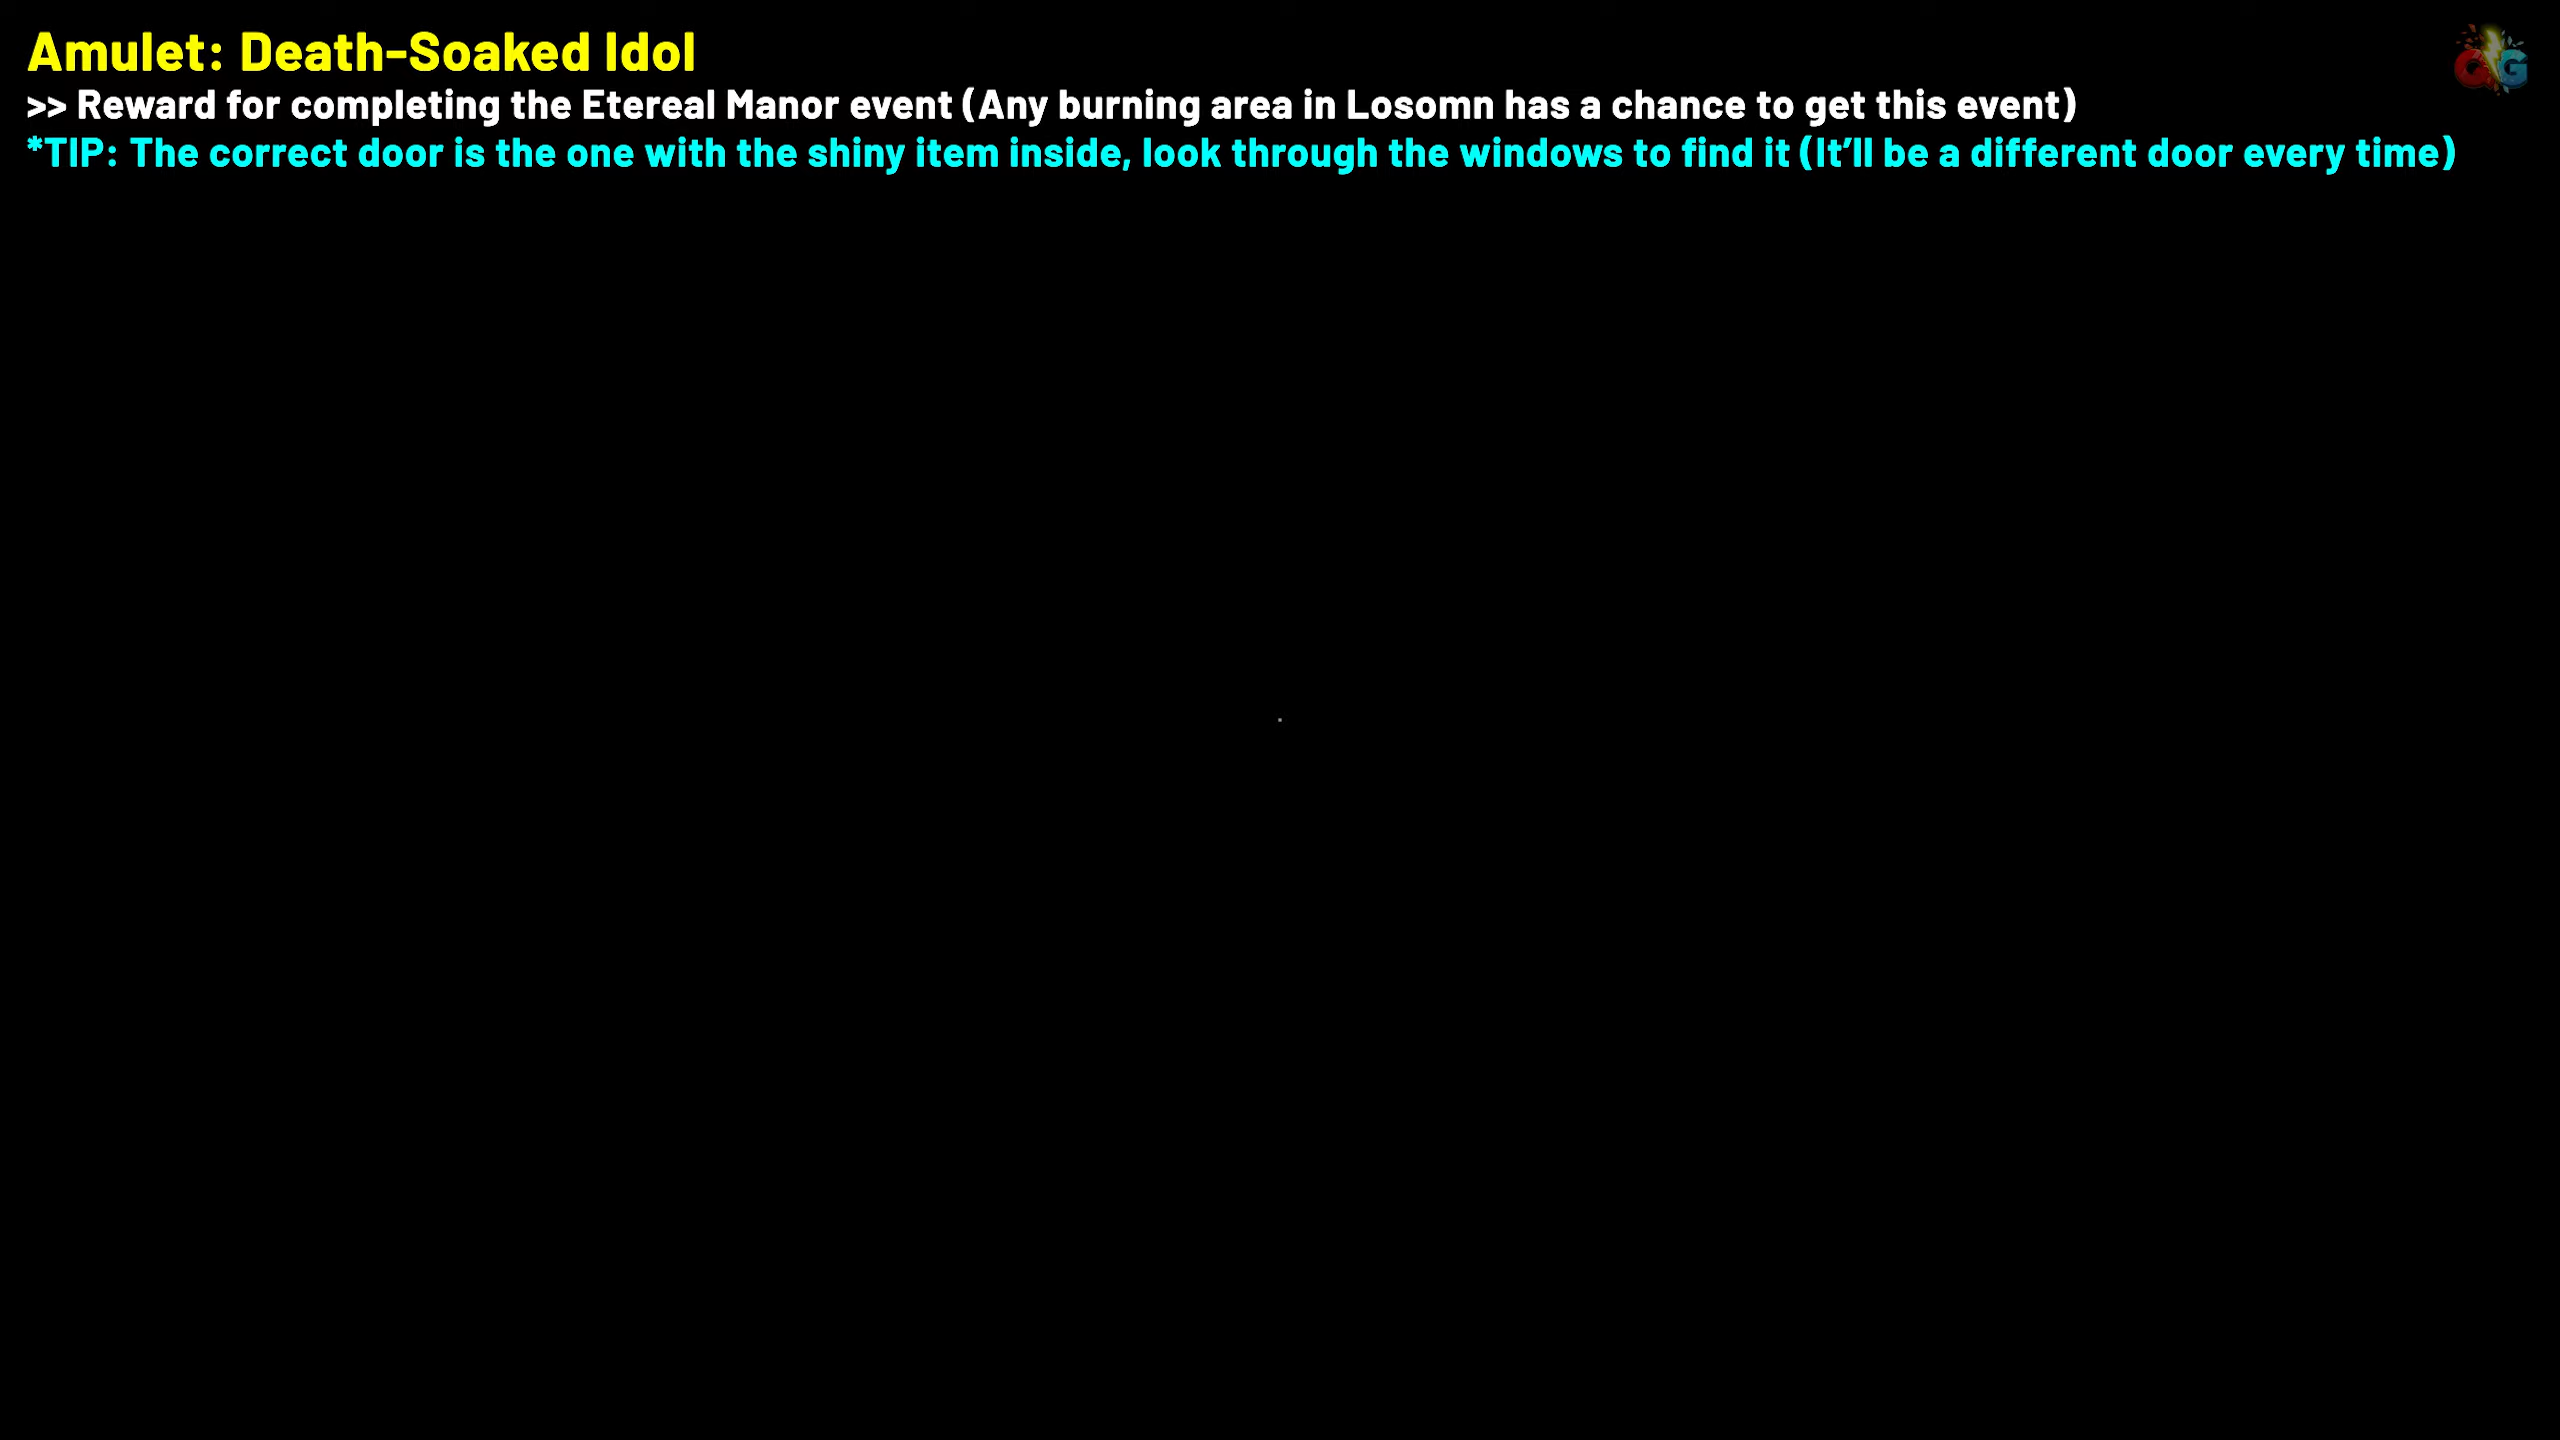 Amulet: Death-Soaked Idol
>> Reward for completing the Etereal Manor event (Any burning area in Losomn has a chance to get this event)
*TIP: The correct door is the one with the shiny item inside, look through the windows to find it (It'll be a different door every time)
CG